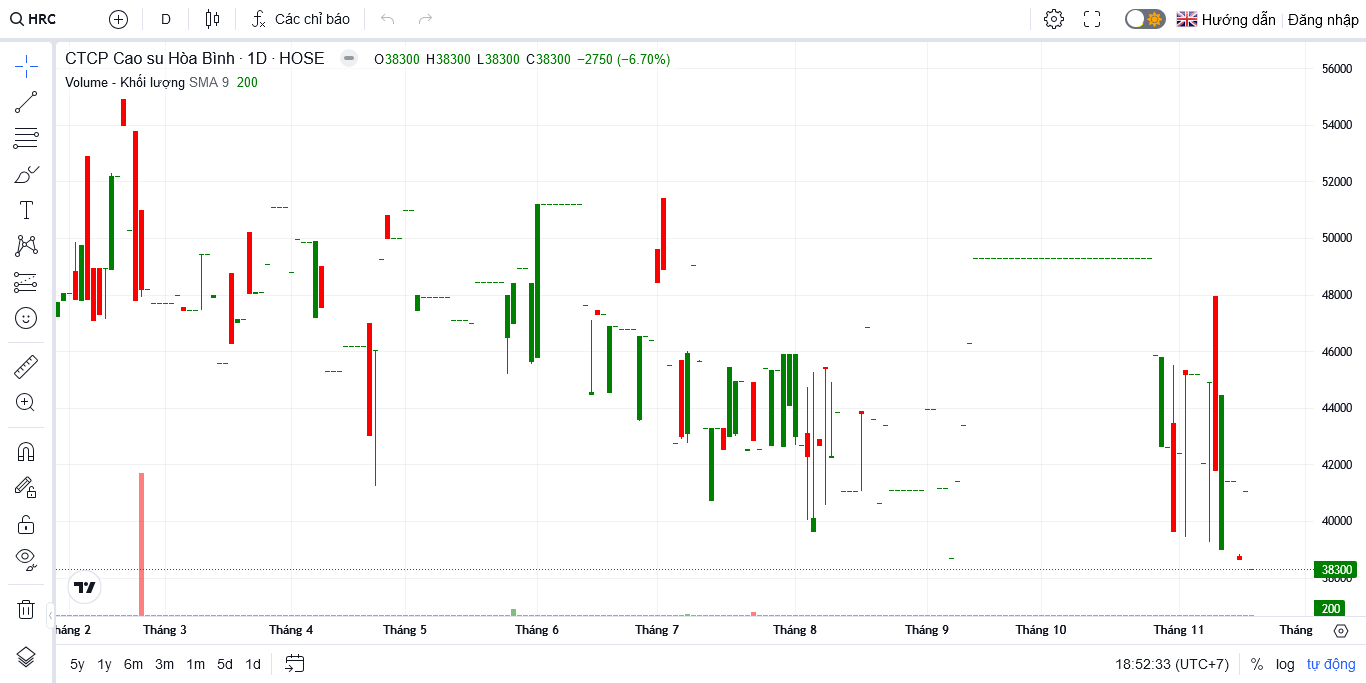 HRC D Các chỉ báo Hướng dẫn Đăng nhập
CTCP Cao su Hòa Bình · 1D · HOSE O38300 H38300 L38300 C38300 −2750 (−6.70%)
Volume - Khối lượng SMA 9 200
56000
54000
52000
50000
48000
46000
44000
42000
40000
38300
38000
200
háng 2 Tháng 3 Tháng 4 Tháng 5 Tháng 6 Tháng 7 Tháng 8 Tháng 9 Tháng 10 Tháng 11 Tháng
5y 1y 6m 3m 1m 5d 1d 18:52:33 (UTC+7) % log tự động